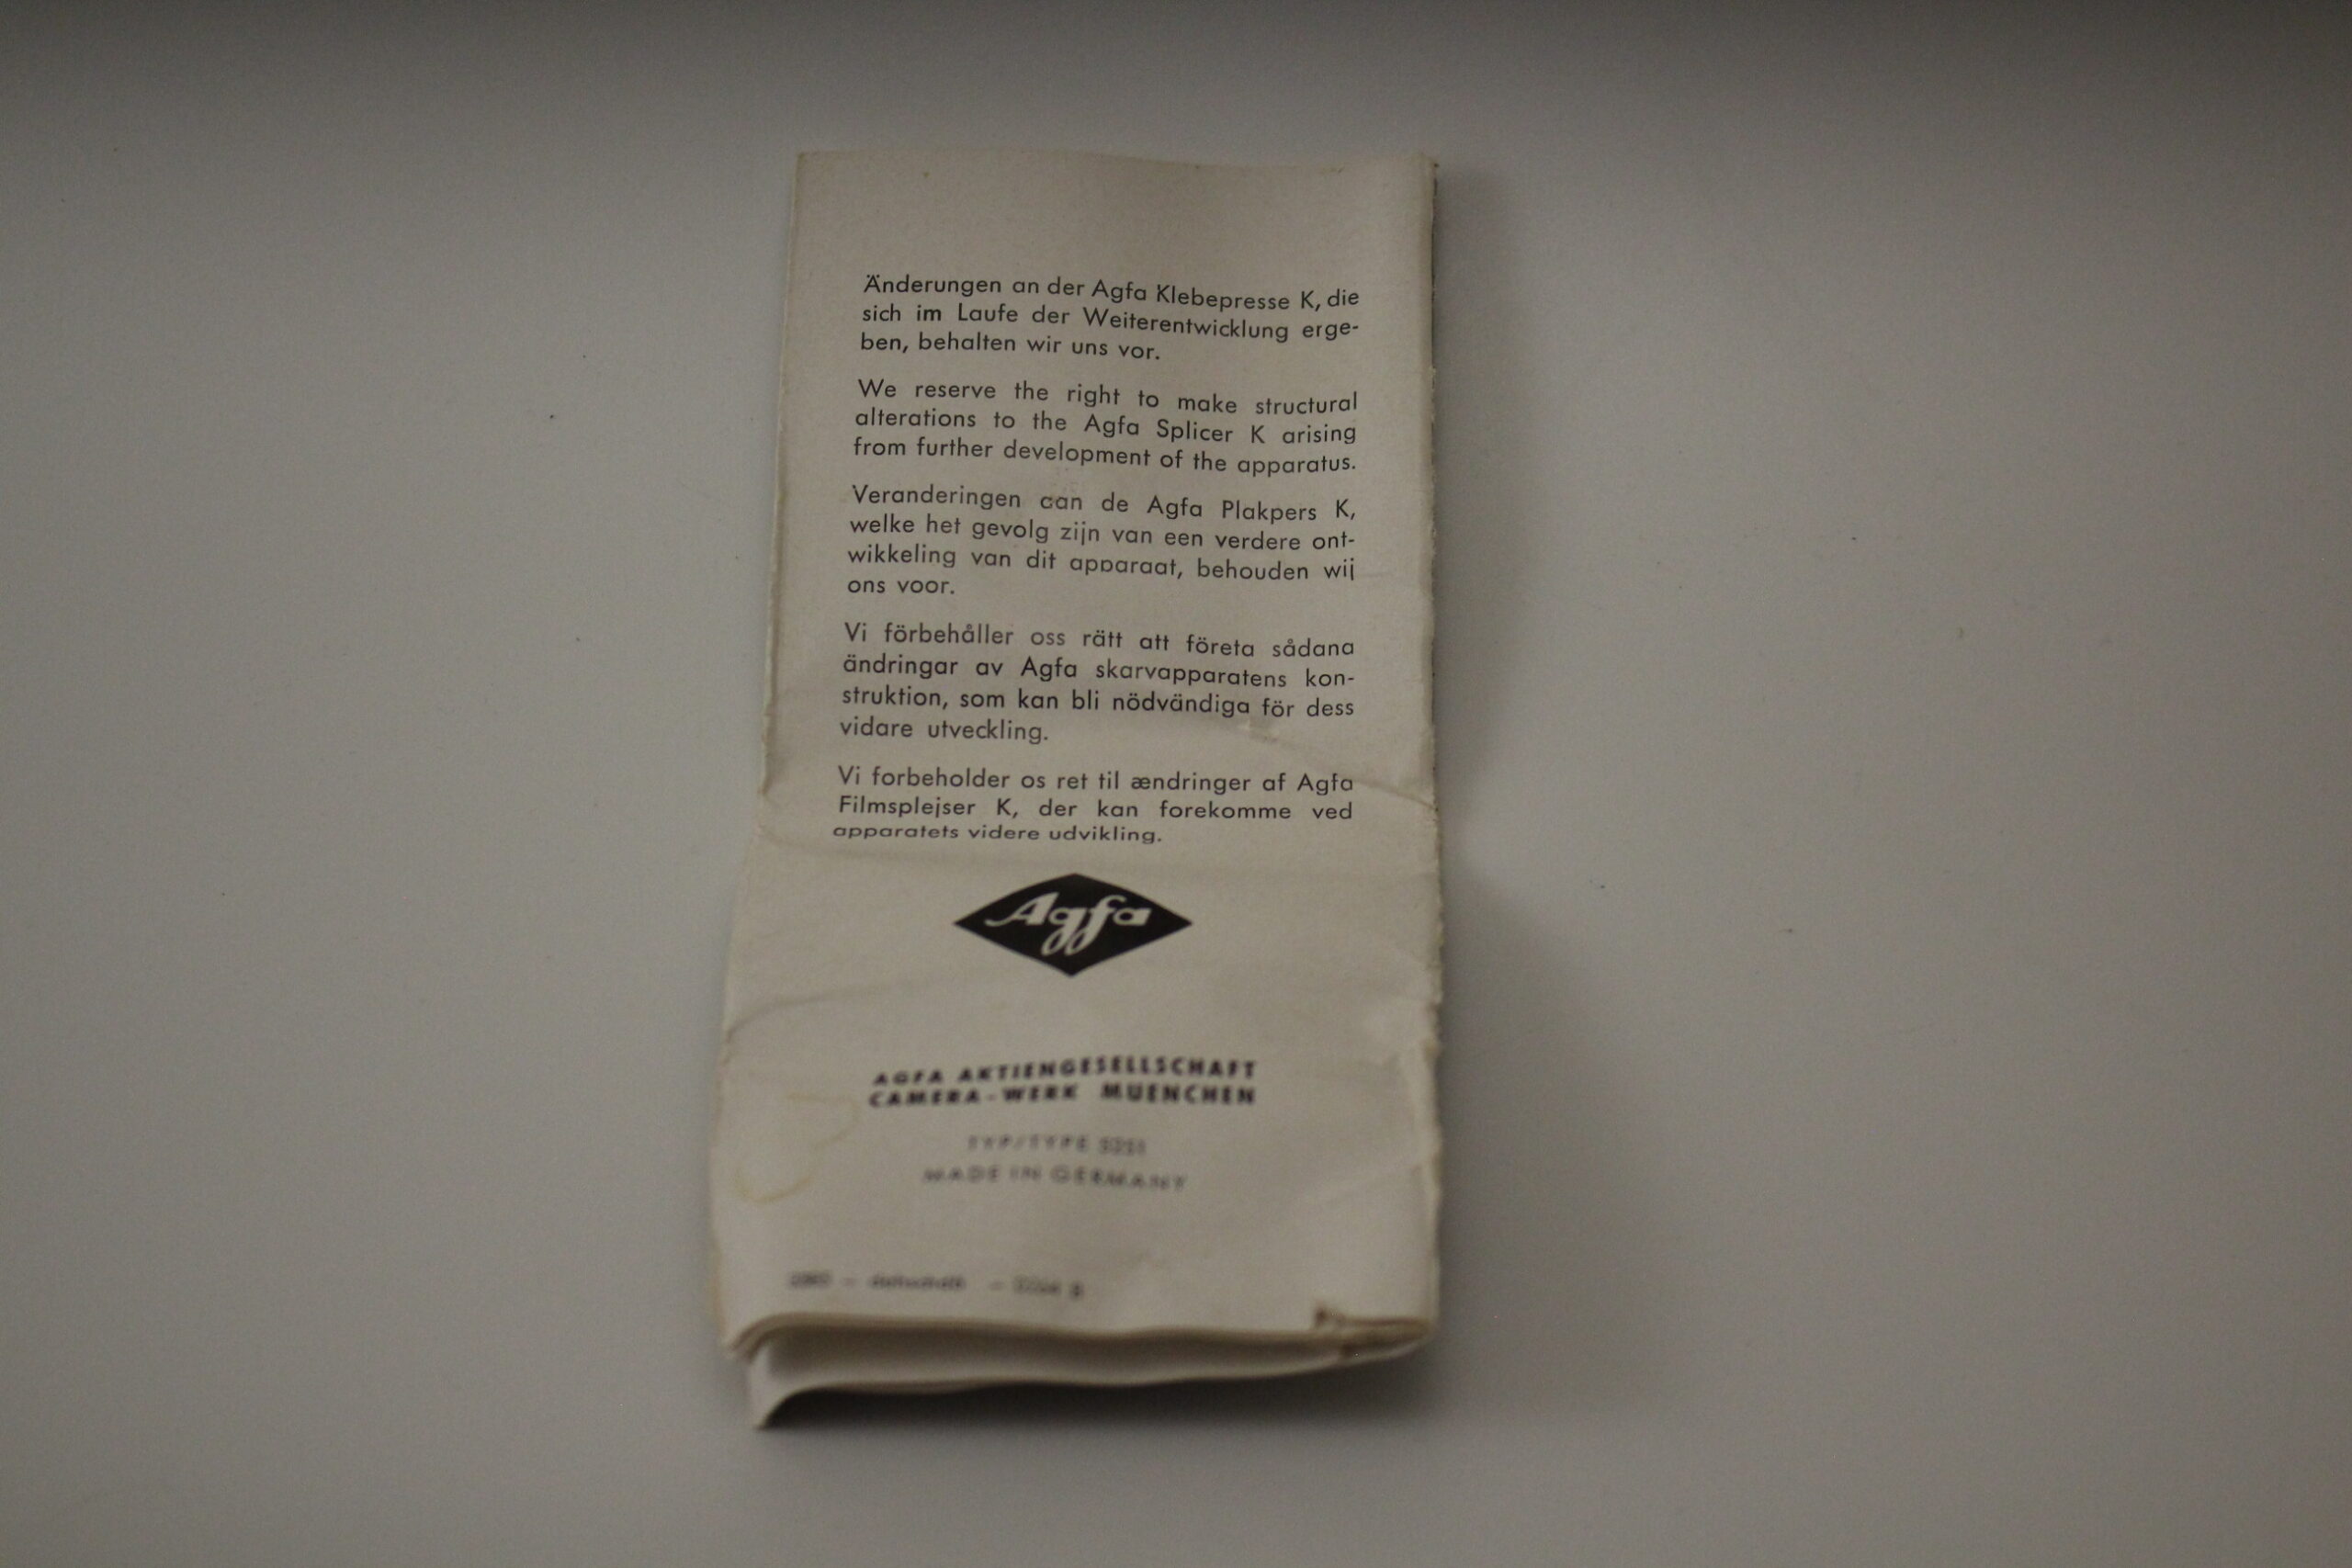 Änderungen an der Agfa Klebepresse K, die
sich im Laufe der Weiterentwicklung erge-
ben, behalten wir uns vor.
We reserve the right to make structural
alterations to the Agfa Splicer K arising
from further development of the apparatus.
Veranderingen aan de Agfa Plakpers K,
welke het gevolg zijn van een verdere ont-
wikkeling van dit apparaat, behouden wij
ons voor.
Vi förbehåller oss rätt att företa sådana
ändringar av Agfa skarvapparatens kon-
struktion, som kan bli nödvändiga för dess
vidare utveckling.
Vi forbeholder os ret til ændringer af Agfa
Filmsplejser K, der kan forekomme ved
apparatets videre udvikling.
Agfa
AGFA AKTIENGESELLSCHAFT
CAMERA-WERK MUENCHEN
TYP/TYPE
MADE IN GERMANY